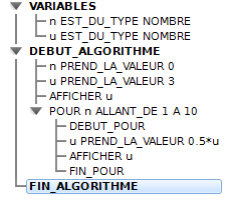 VARIABLES
n EST_DU_TYPE NOMBRE
u EST_DU_TYPE NOMBRE
DEBUT_ALGORITHME
n PREND_LA_VALEUR 0
u PREND_LA_VALEUR 3
AFFICHER u
POUR n ALLANT_DE 1 A 10
DEBUT_POUR
u PREND_LA_VALEUR 0.5*u
AFFICHER u
FIN_POUR
FIN_ALGORITHME